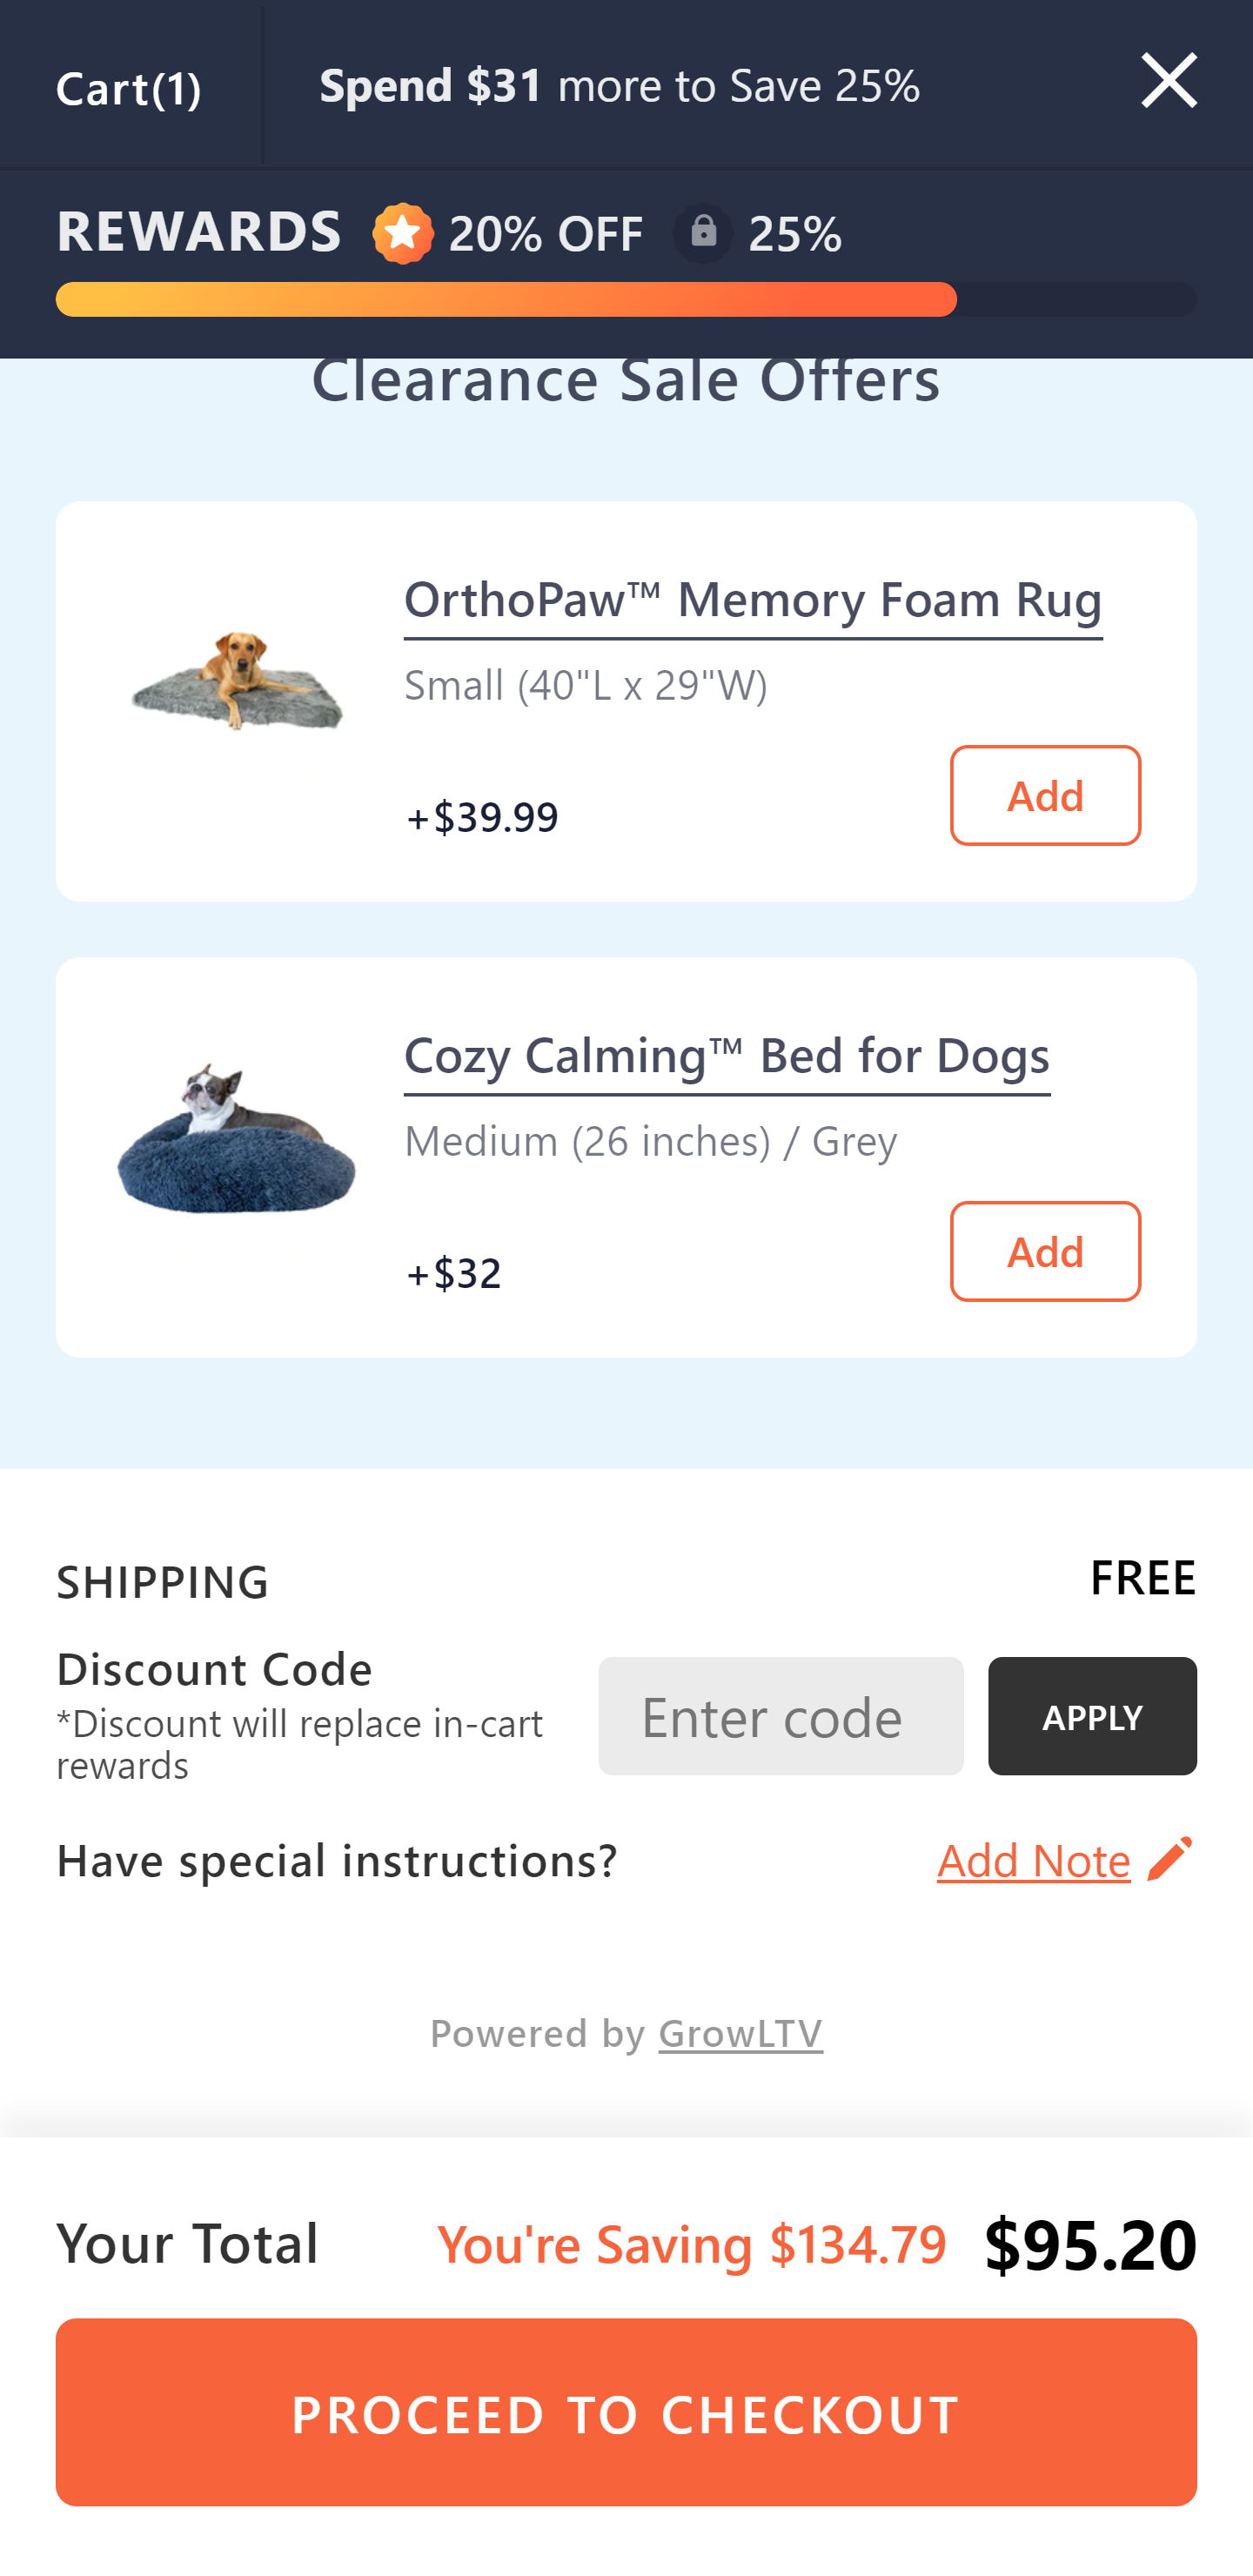 Cart(1)
Spend $31 more to Save 25%
REWARDS 20% OFF 25%
Clearance Sale Offers
OrthoPaw™ Memory Foam Rug
Small (40"L x 29"W)
+$39.99
Add
Cozy Calming™ Bed for Dogs
Medium (26 inches) / Grey
+$32
Add
SHIPPING
FREE
Discount Code
*Discount will replace in-cart
rewards
Enter code
APPLY
Have special instructions?
Add Note
Powered by GrowLTV
Your Total
You're Saving $134.79
$95.20
PROCEED TO CHECKOUT